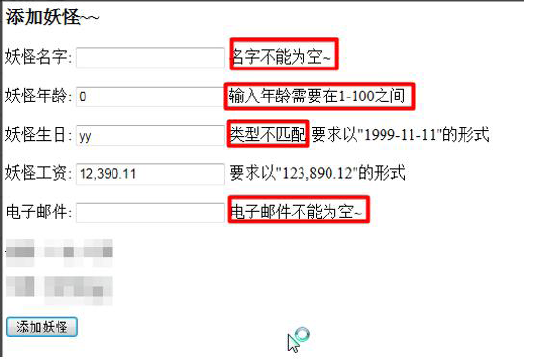 添加妖怪~~
妖怪名字: 名字不能为空~
妖怪年龄: 0 输入年龄需要在1-100之间
妖怪生日: yy 类型不匹配 要求以"1999-11-11"的形式
妖怪工资: 12,390.11 要求以"123,890.12"的形式
电子邮件: 电子邮件不能为空~
添加妖怪